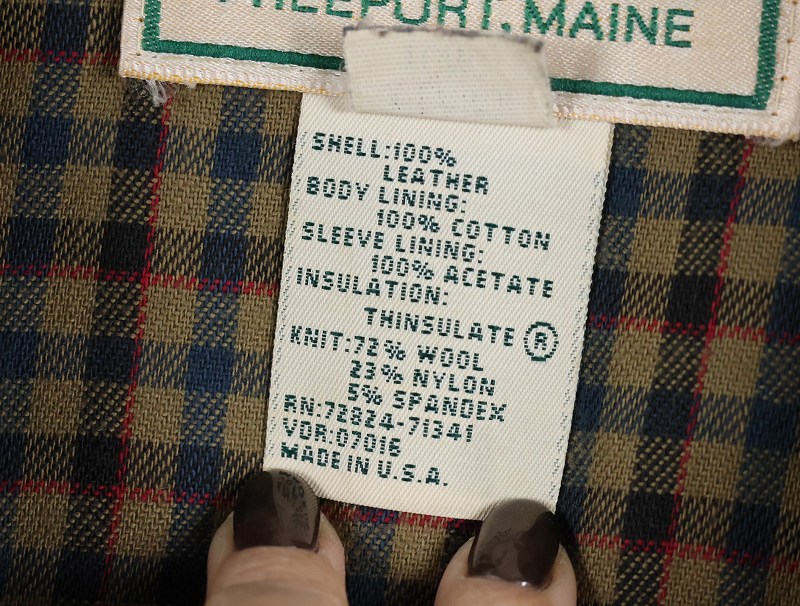 FREEPORT, MAINE
SHELL:100%
LEATHER
BODY LINING:
100% COTTON
SLEEVE LINING:
100% ACETATE
INSULATION:
THINSULATE ®
KNIT:72% WOOL
23% NYLON
5% SPANDEX
RN:72824-71341
VDR:07016
MADE IN U.S.A.